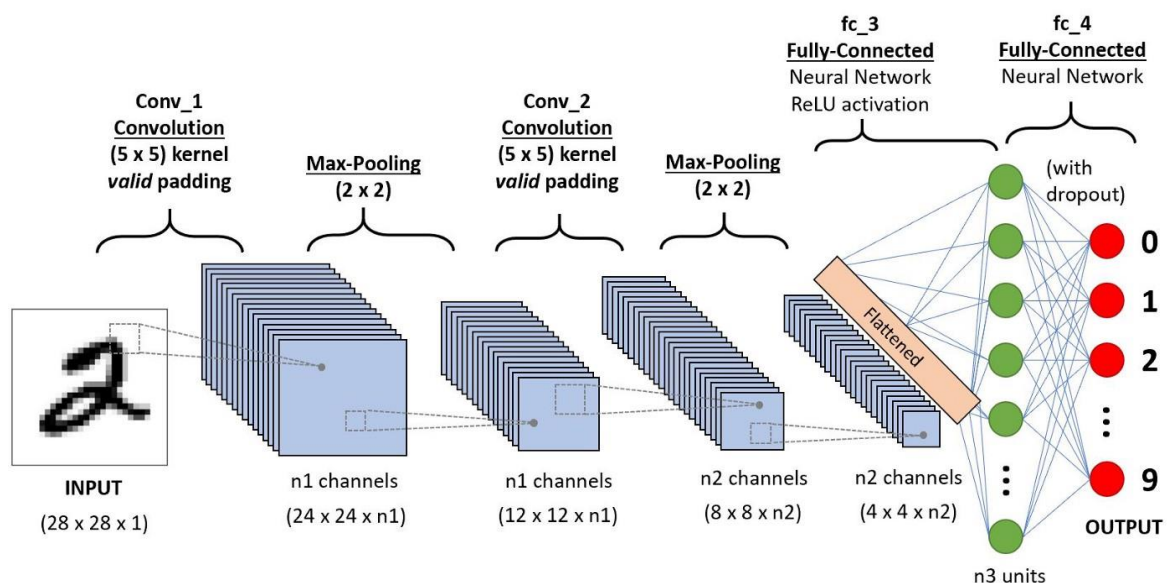 fc_3
Fully-Connected
Neural Network
ReLU activation
fc_4
Fully-Connected
Neural Network
Conv_1
Convolution
(5 x 5) kernel
valid padding
Max-Pooling
(2 x 2)
Conv_2
Convolution
(5 x 5) kernel
valid padding
Max-Pooling
(2 x 2)
(with
dropout)
2
Flattened
0
1
2
...
9
...
INPUT
(28 x 28 x 1)
n1 channels
(24 x 24 x n1)
n1 channels
(12 x 12 x n1)
n2 channels
(8 x 8 x n2)
n2 channels
(4 x 4 x n2)
OUTPUT
n3 units